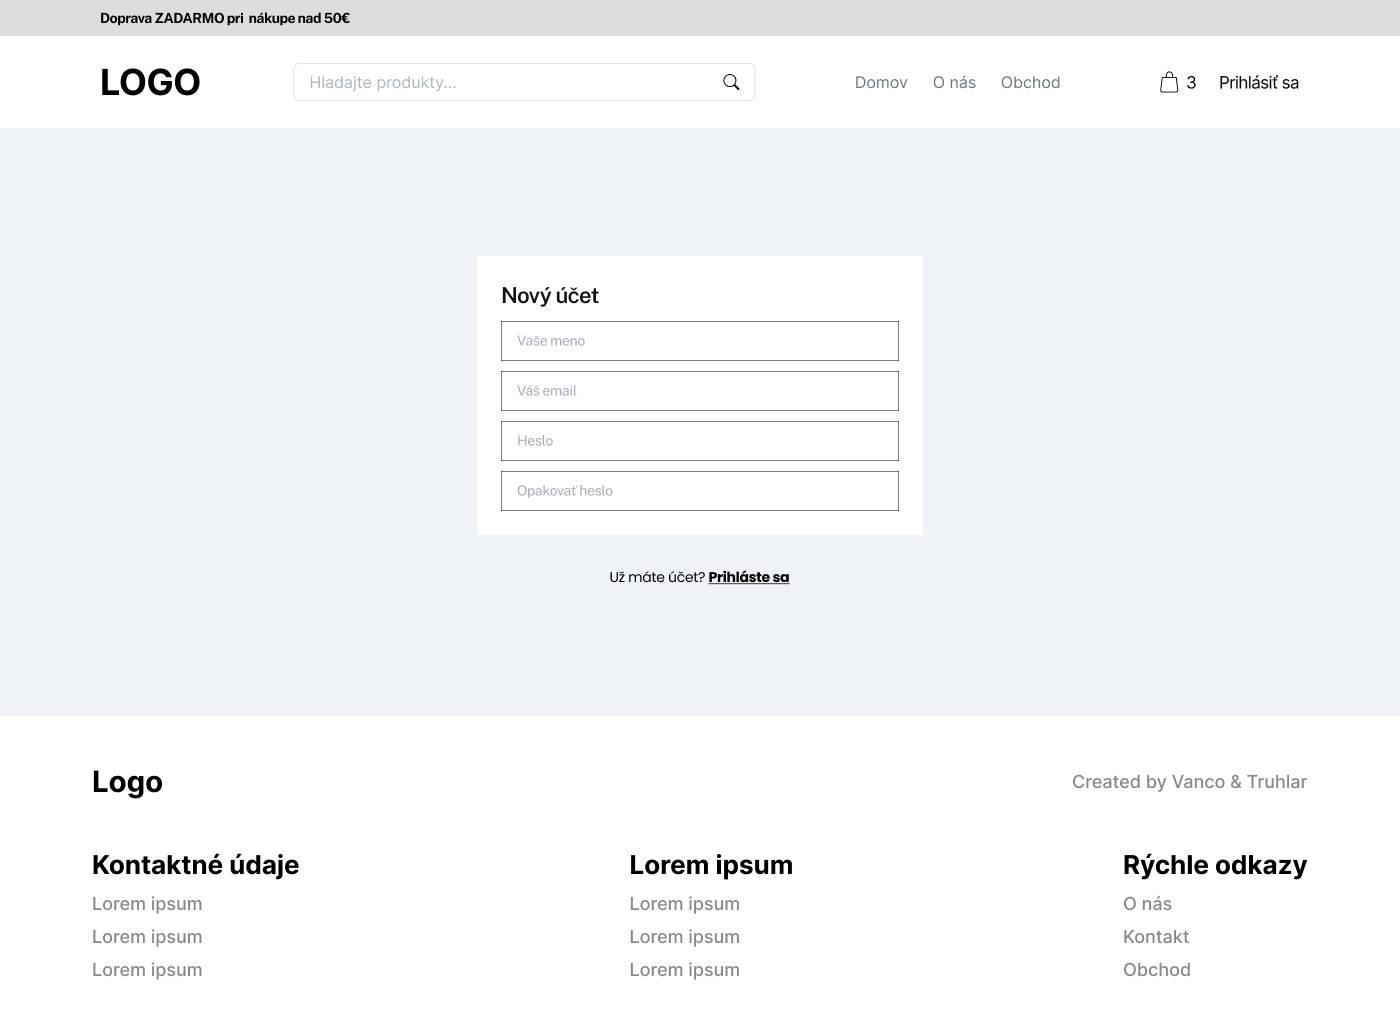 Doprava ZADARMO pri nákupe nad 50€
LOGO
Hladajte produkty...
Domov O nás Obchod
3 Prihlásiť sa
Nový účet
Vaše meno
Váš email
Heslo
Opakovať heslo
Už máte účet? Prihláste sa
Logo
Created by Vanco & Truhlar
Kontaktné údaje
Lorem ipsum
Lorem ipsum
Lorem ipsum
Lorem ipsum
Lorem ipsum
Lorem ipsum
Lorem ipsum
Rýchle odkazy
O nás
Kontakt
Obchod